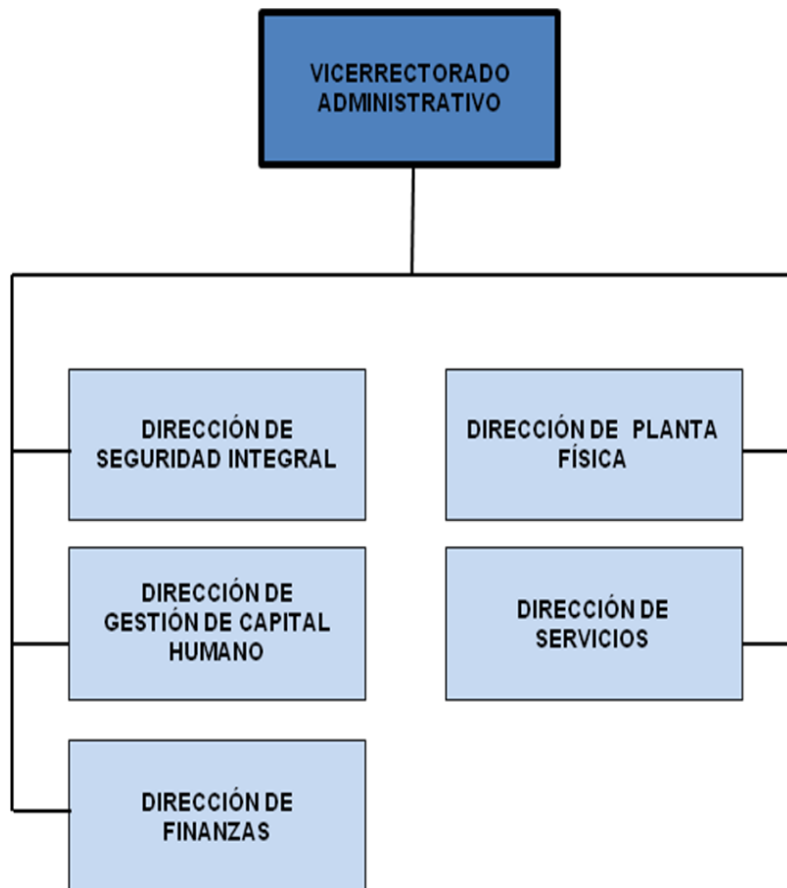 VICERRECTORADO
ADMINISTRATIVO
DIRECCIÓN DE
SEGURIDAD INTEGRAL
DIRECCIÓN DE PLANTA
FÍSICA
DIRECCIÓN DE
GESTIÓN DE CAPITAL
HUMANO
DIRECCIÓN DE
SERVICIOS
DIRECCIÓN DE
FINANZAS